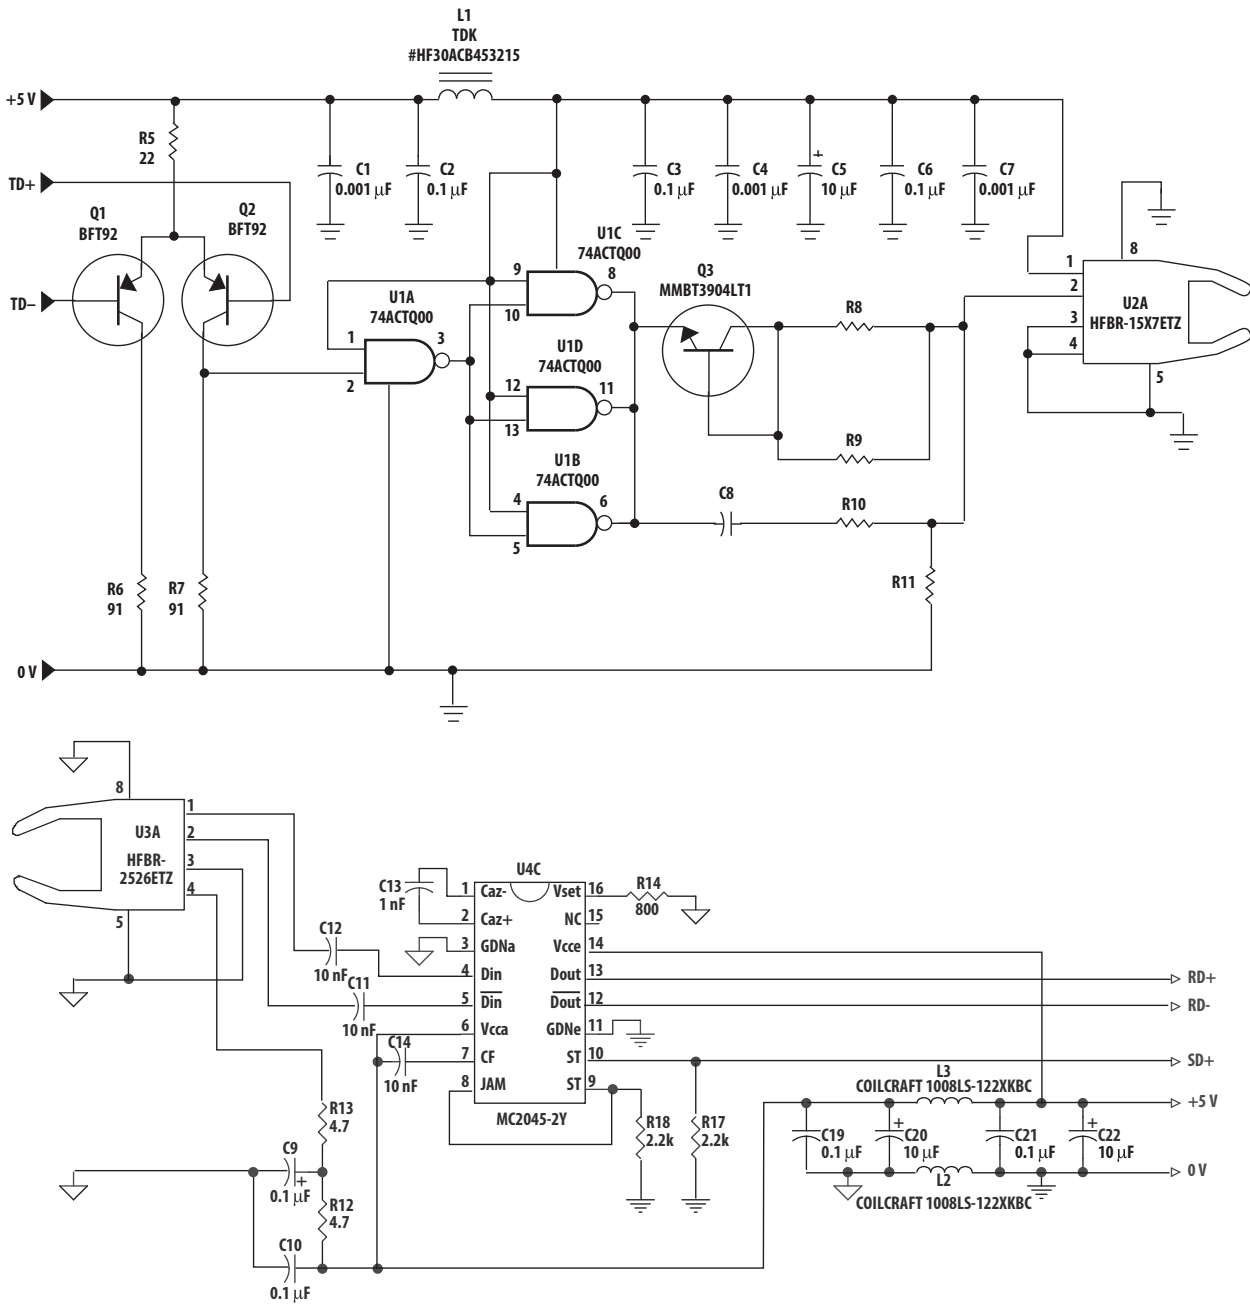 L1
TDK
#HF30ACB453215
+5 V
R5
22
TD+
Q1
BFT92
Q2
BFT92
TD–
C1
0.001 µF
C2
0.1 µF
C3
0.1 µF
C4
0.001 µF
+
C5
10 µF
C6
0.1 µF
C7
0.001 µF
U1C
74ACTQ00
9
10
8
Q3
MMBT3904LT1
U1A
74ACTQ00
1
2
3
U1D
74ACTQ00
12
13
11
U1B
74ACTQ00
4
5
6
R8
R9
C8
R10
R11
8
1
2
3
4
5
U2A
HFBR-15X7ETZ
R6
91
R7
91
0 V
8
1
2
3
4
5
U3A
HFBR-
2526ETZ
U4C
C13
1 nF
1 Caz- Vset 16
2 Caz+ NC 15
3 GDNa Vcce 14
4 Din Dout 13
5 Din Dout 12
6 Vcca GDNe 11
7 CF ST 10
8 JAM ST 9
MC2045-2Y
R14
800
C12
10 nF
C11
10 nF
C14
10 nF
RD+
RD-
SD+
L3
COILCRAFT 1008LS-122XKBC
+5 V
R13
4.7
R18
2.2k
R17
2.2k
C19
0.1 µF
+
C20
10 µF
C21
0.1 µF
+
C22
10 µF
0 V
L2
COILCRAFT 1008LS-122XKBC
C9
+
0.1 µF
R12
4.7
C10
0.1 µF